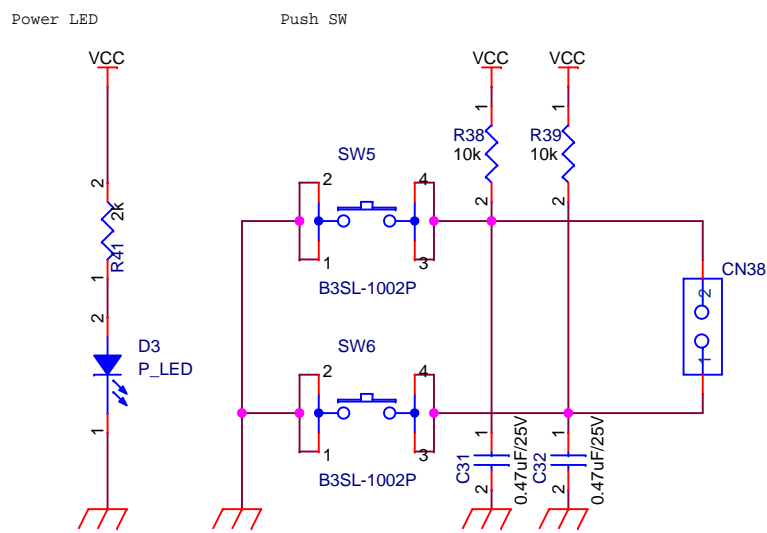 Power LED
Push SW
VCC
VCC
VCC
2
2k
R41
1
2
D3
P_LED
1
SW5
2
4
1
3
B3SL-1002P
SW6
2
4
1
3
B3SL-1002P
1
R38
10k
2
1
R39
10k
2
CN38
2
1
1
C31
0.47uF/25V
2
1
C32
0.47uF/25V
2